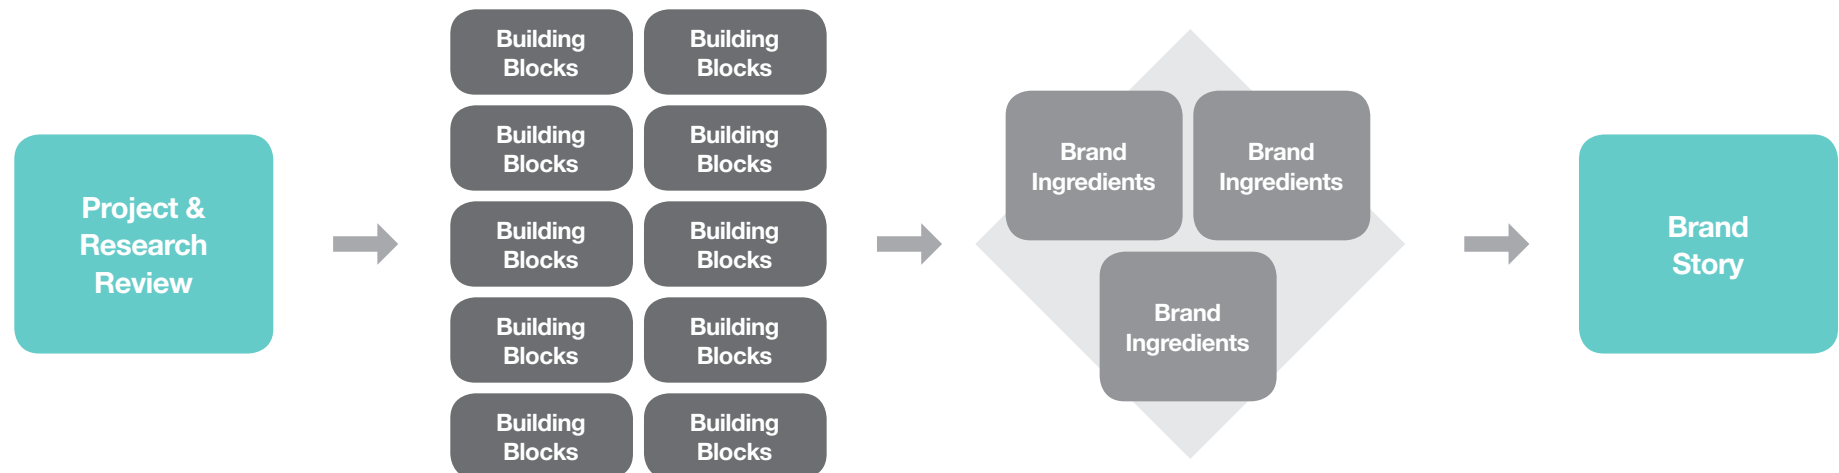 Project &
Research
Review
Building
Blocks
Building
Blocks
Building
Blocks
Building
Blocks
Building
Blocks
Building
Blocks
Building
Blocks
Building
Blocks
Building
Blocks
Building
Blocks
Brand
Ingredients
Brand
Ingredients
Brand
Ingredients
Brand
Story